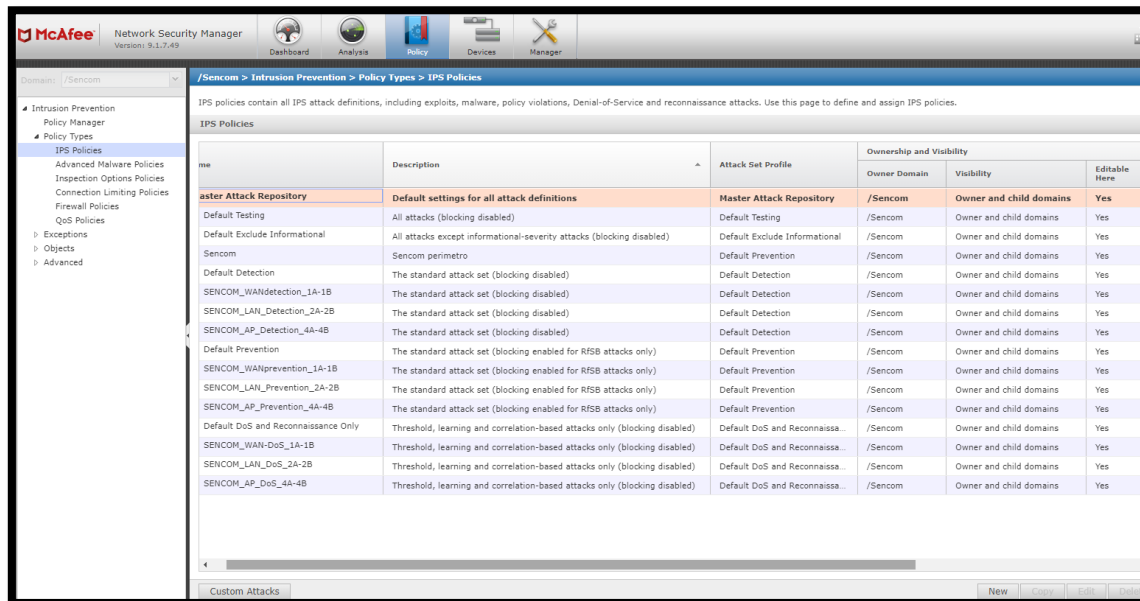 McAfee Network Security Manager
Version: 9.1.7.49
Dashboard Analysis Policy Devices Manager
Domain: /Sencom
/Sencom > Intrusion Prevention > Policy Types > IPS Policies
Intrusion Prevention
Policy Manager
Policy Types
IPS Policies
Advanced Malware Policies
Inspection Options Policies
Connection Limiting Policies
Firewall Policies
QoS Policies
Exceptions
Objects
Advanced
IPS policies contain all IPS attack definitions, including exploits, malware, policy violations, Denial-of-Service and reconnaissance attacks. Use this page to define and assign IPS policies.
IPS Policies
me Description Attack Set Profile Ownership and Visibility
Owner Domain Visibility Editable Here
aster Attack Repository Default settings for all attack definitions Master Attack Repository /Sencom Owner and child domains Yes
Default Testing All attacks (blocking disabled) Default Testing /Sencom Owner and child domains Yes
Default Exclude Informational All attacks except informational-severity attacks (blocking disabled) Default Exclude Informational /Sencom Owner and child domains Yes
Sencom Sencom perimetro Default Prevention /Sencom Owner and child domains Yes
Default Detection The standard attack set (blocking disabled) Default Detection /Sencom Owner and child domains Yes
SENCOM_WANdetection_1A-1B The standard attack set (blocking disabled) Default Detection /Sencom Owner and child domains Yes
SENCOM_LAN_Detection_2A-2B The standard attack set (blocking disabled) Default Detection /Sencom Owner and child domains Yes
SENCOM_AP_Detection_4A-4B The standard attack set (blocking disabled) Default Detection /Sencom Owner and child domains Yes
Default Prevention The standard attack set (blocking enabled for RfSB attacks only) Default Prevention /Sencom Owner and child domains Yes
SENCOM_WANprevention_1A-1B The standard attack set (blocking enabled for RfSB attacks only) Default Prevention /Sencom Owner and child domains Yes
SENCOM_LAN_Prevention_2A-2B The standard attack set (blocking enabled for RfSB attacks only) Default Prevention /Sencom Owner and child domains Yes
SENCOM_AP_Prevention_4A-4B The standard attack set (blocking enabled for RfSB attacks only) Default Prevention /Sencom Owner and child domains Yes
Default DoS and Reconnaissance Only Threshold, learning and correlation-based attacks only (blocking disabled) Default DoS and Reconnaissa... /Sencom Owner and child domains Yes
SENCOM_WAN-DoS_1A-1B Threshold, learning and correlation-based attacks only (blocking disabled) Default DoS and Reconnaissa... /Sencom Owner and child domains Yes
SENCOM_LAN_DoS_2A-2B Threshold, learning and correlation-based attacks only (blocking disabled) Default DoS and Reconnaissa... /Sencom Owner and child domains Yes
SENCOM_AP_DoS_4A-4B Threshold, learning and correlation-based attacks only (blocking disabled) Default DoS and Reconnaissa... /Sencom Owner and child domains Yes
Custom Attacks New Copy Edit Dele